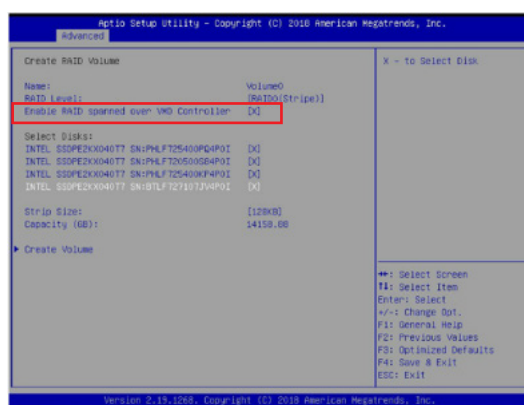 Aptio Setup Utility - Copyright (C) 2018 American Megatrends, Inc.
Advanced
Create RAID Volume
X - to Select Disk
Name: Volume0
RAID Level: [RAID0(Stripe)]
Enable RAID spanned over VMD Controller [X]
Select Disks:
INTEL SSDPE2KX040T7 SN:PHLF725400PQ4P0I [X]
INTEL SSDPE2KX040T7 SN:PHLF720500S84P0I [X]
INTEL SSDPE2KX040T7 SN:PHLF725400KP4P0I [X]
INTEL SSDPE2KX040T7 SN:BTLF727107JV4P0I [X]
Strip Size: [128KB]
Capacity (GB): 14158.08
Create Volume
: Select Screen
: Select Item
Enter: Select
+/-: Change Opt.
F1: General Help
F2: Previous Values
F3: Optimized Defaults
F4: Save & Exit
ESC: Exit
Version 2.19.1268. Copyright (C) 2018 American Megatrends, Inc.